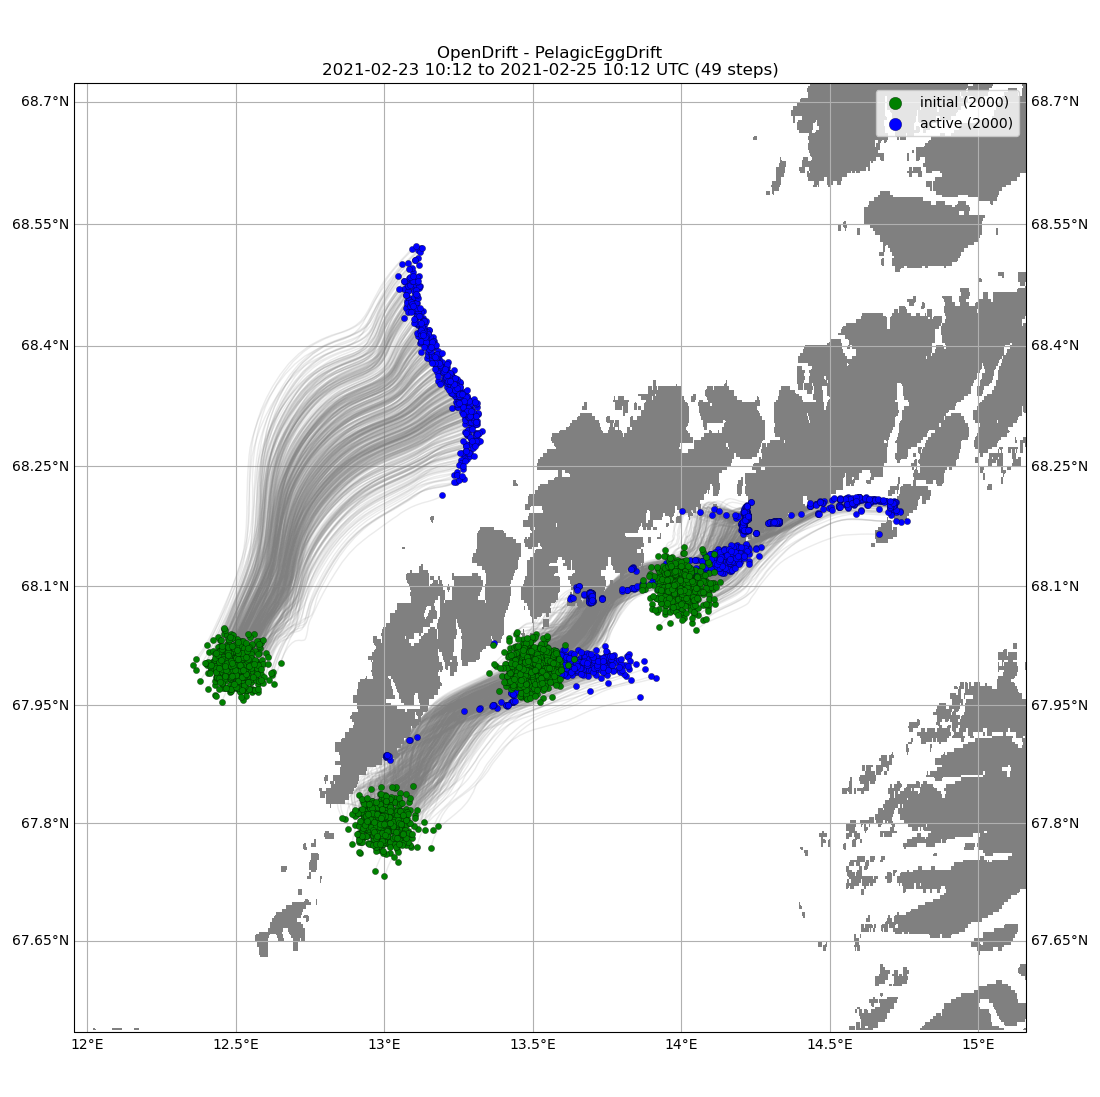 OpenDrift - PelagicEggDrift
2021-02-23 10:12 to 2021-02-25 10:12 UTC (49 steps)
initial (2000)
active (2000)
68.7°N 68.7°N
68.55°N 68.55°N
68.4°N 68.4°N
68.25°N 68.25°N
68.1°N 68.1°N
67.95°N 67.95°N
67.8°N 67.8°N
67.65°N 67.65°N
12°E 12.5°E 13°E 13.5°E 14°E 14.5°E 15°E